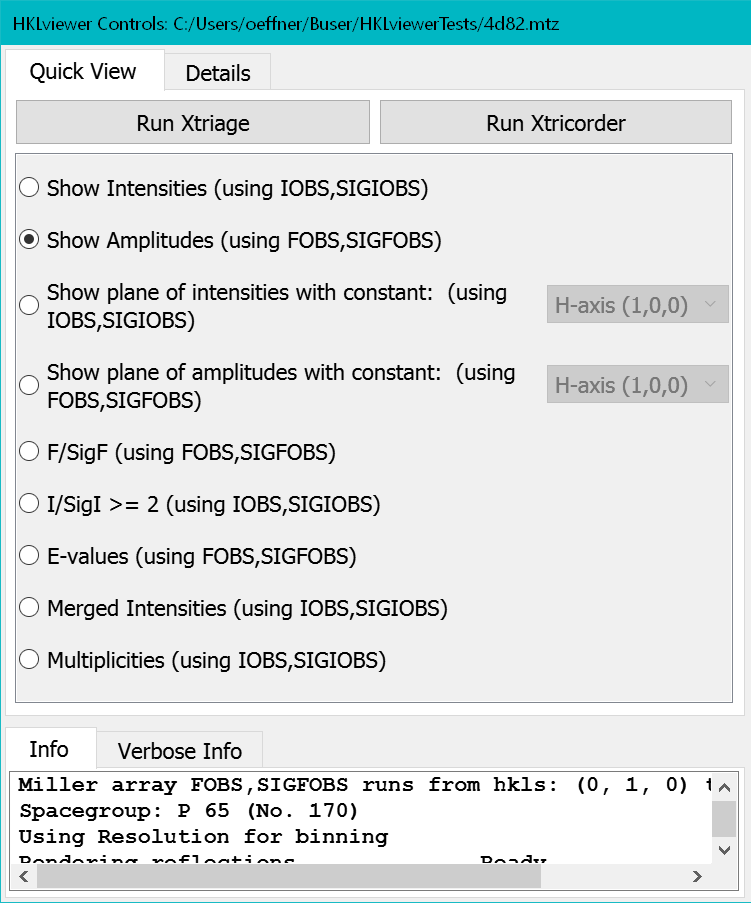 HKLviewer Controls: C:/Users/oeffner/Buser/HKLviewerTests/4d82.mtz
Quick View Details
Run Xtriage Run Xtricorder
Show Intensities (using IOBS,SIGIOBS)
Show Amplitudes (using FOBS,SIGFOBS)
Show plane of intensities with constant:  (using
IOBS,SIGIOBS)
H-axis (1,0,0)
Show plane of amplitudes with constant:  (using
FOBS,SIGFOBS)
H-axis (1,0,0)
F/SigF (using FOBS,SIGFOBS)
I/SigI >= 2 (using IOBS,SIGIOBS)
E-values (using FOBS,SIGFOBS)
Merged Intensities (using IOBS,SIGIOBS)
Multiplicities (using IOBS,SIGIOBS)
Info Verbose Info
Miller array FOBS,SIGFOBS runs from hkls: (0, 1, 0) t
Spacegroup: P 65 (No. 170)
Using Resolution for binning
Rendering reflections Ready